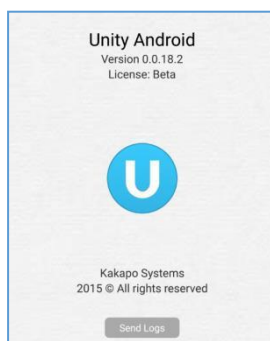 Unity Android
Version 0.0.18.2
License: Beta
U
Kakapo Systems
2015 © All rights reserved
Send Logs